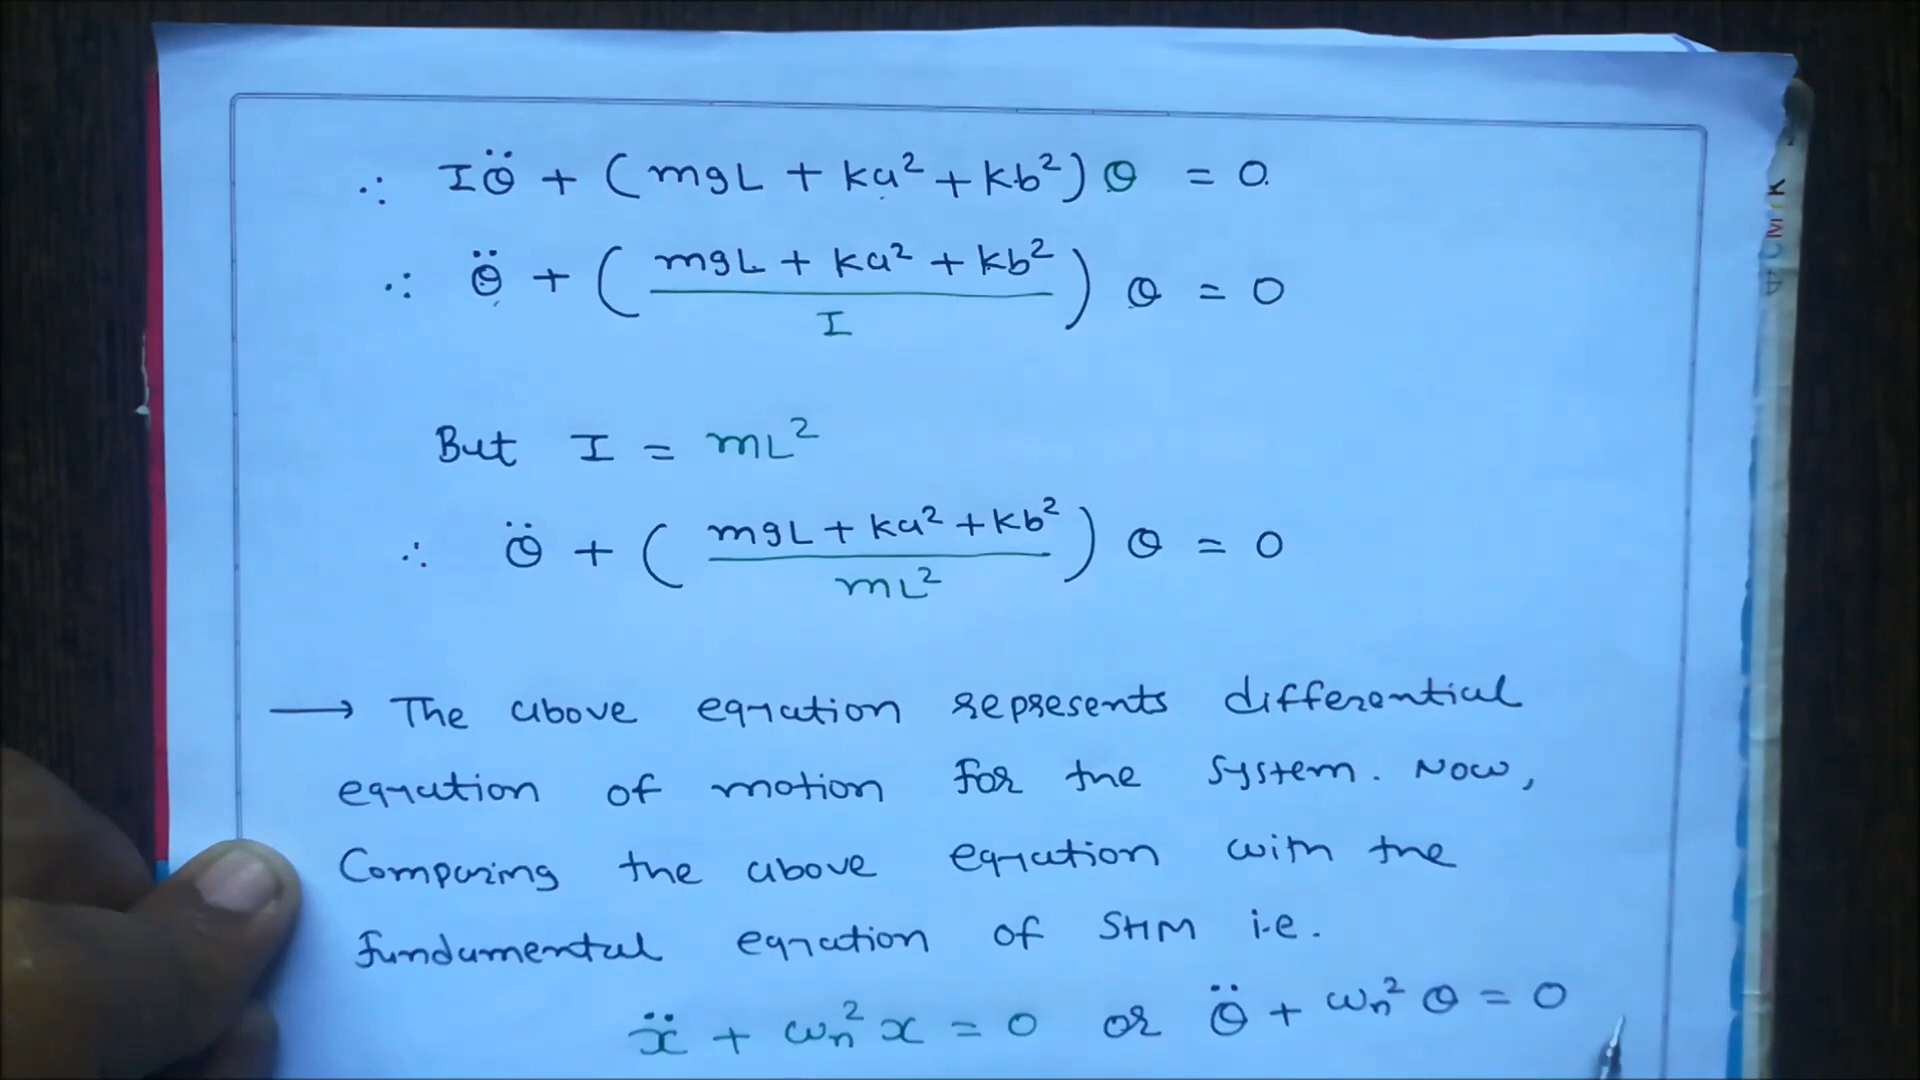 ∴ Iθ̈ + (mgL + ka² + kb²) θ = 0
∴ θ̈ + ( (mgL + ka² + kb²) / I ) θ = 0
But I = mL²
∴ θ̈ + ( (mgL + ka² + kb²) / mL² ) θ = 0
→ The above equation represents differential
equation of motion for the system. Now,
Comparing the above equation with the
fundamental equation of SHM i.e.
ẍ + ωn² x = 0 or θ̈ + ωn² θ = 0